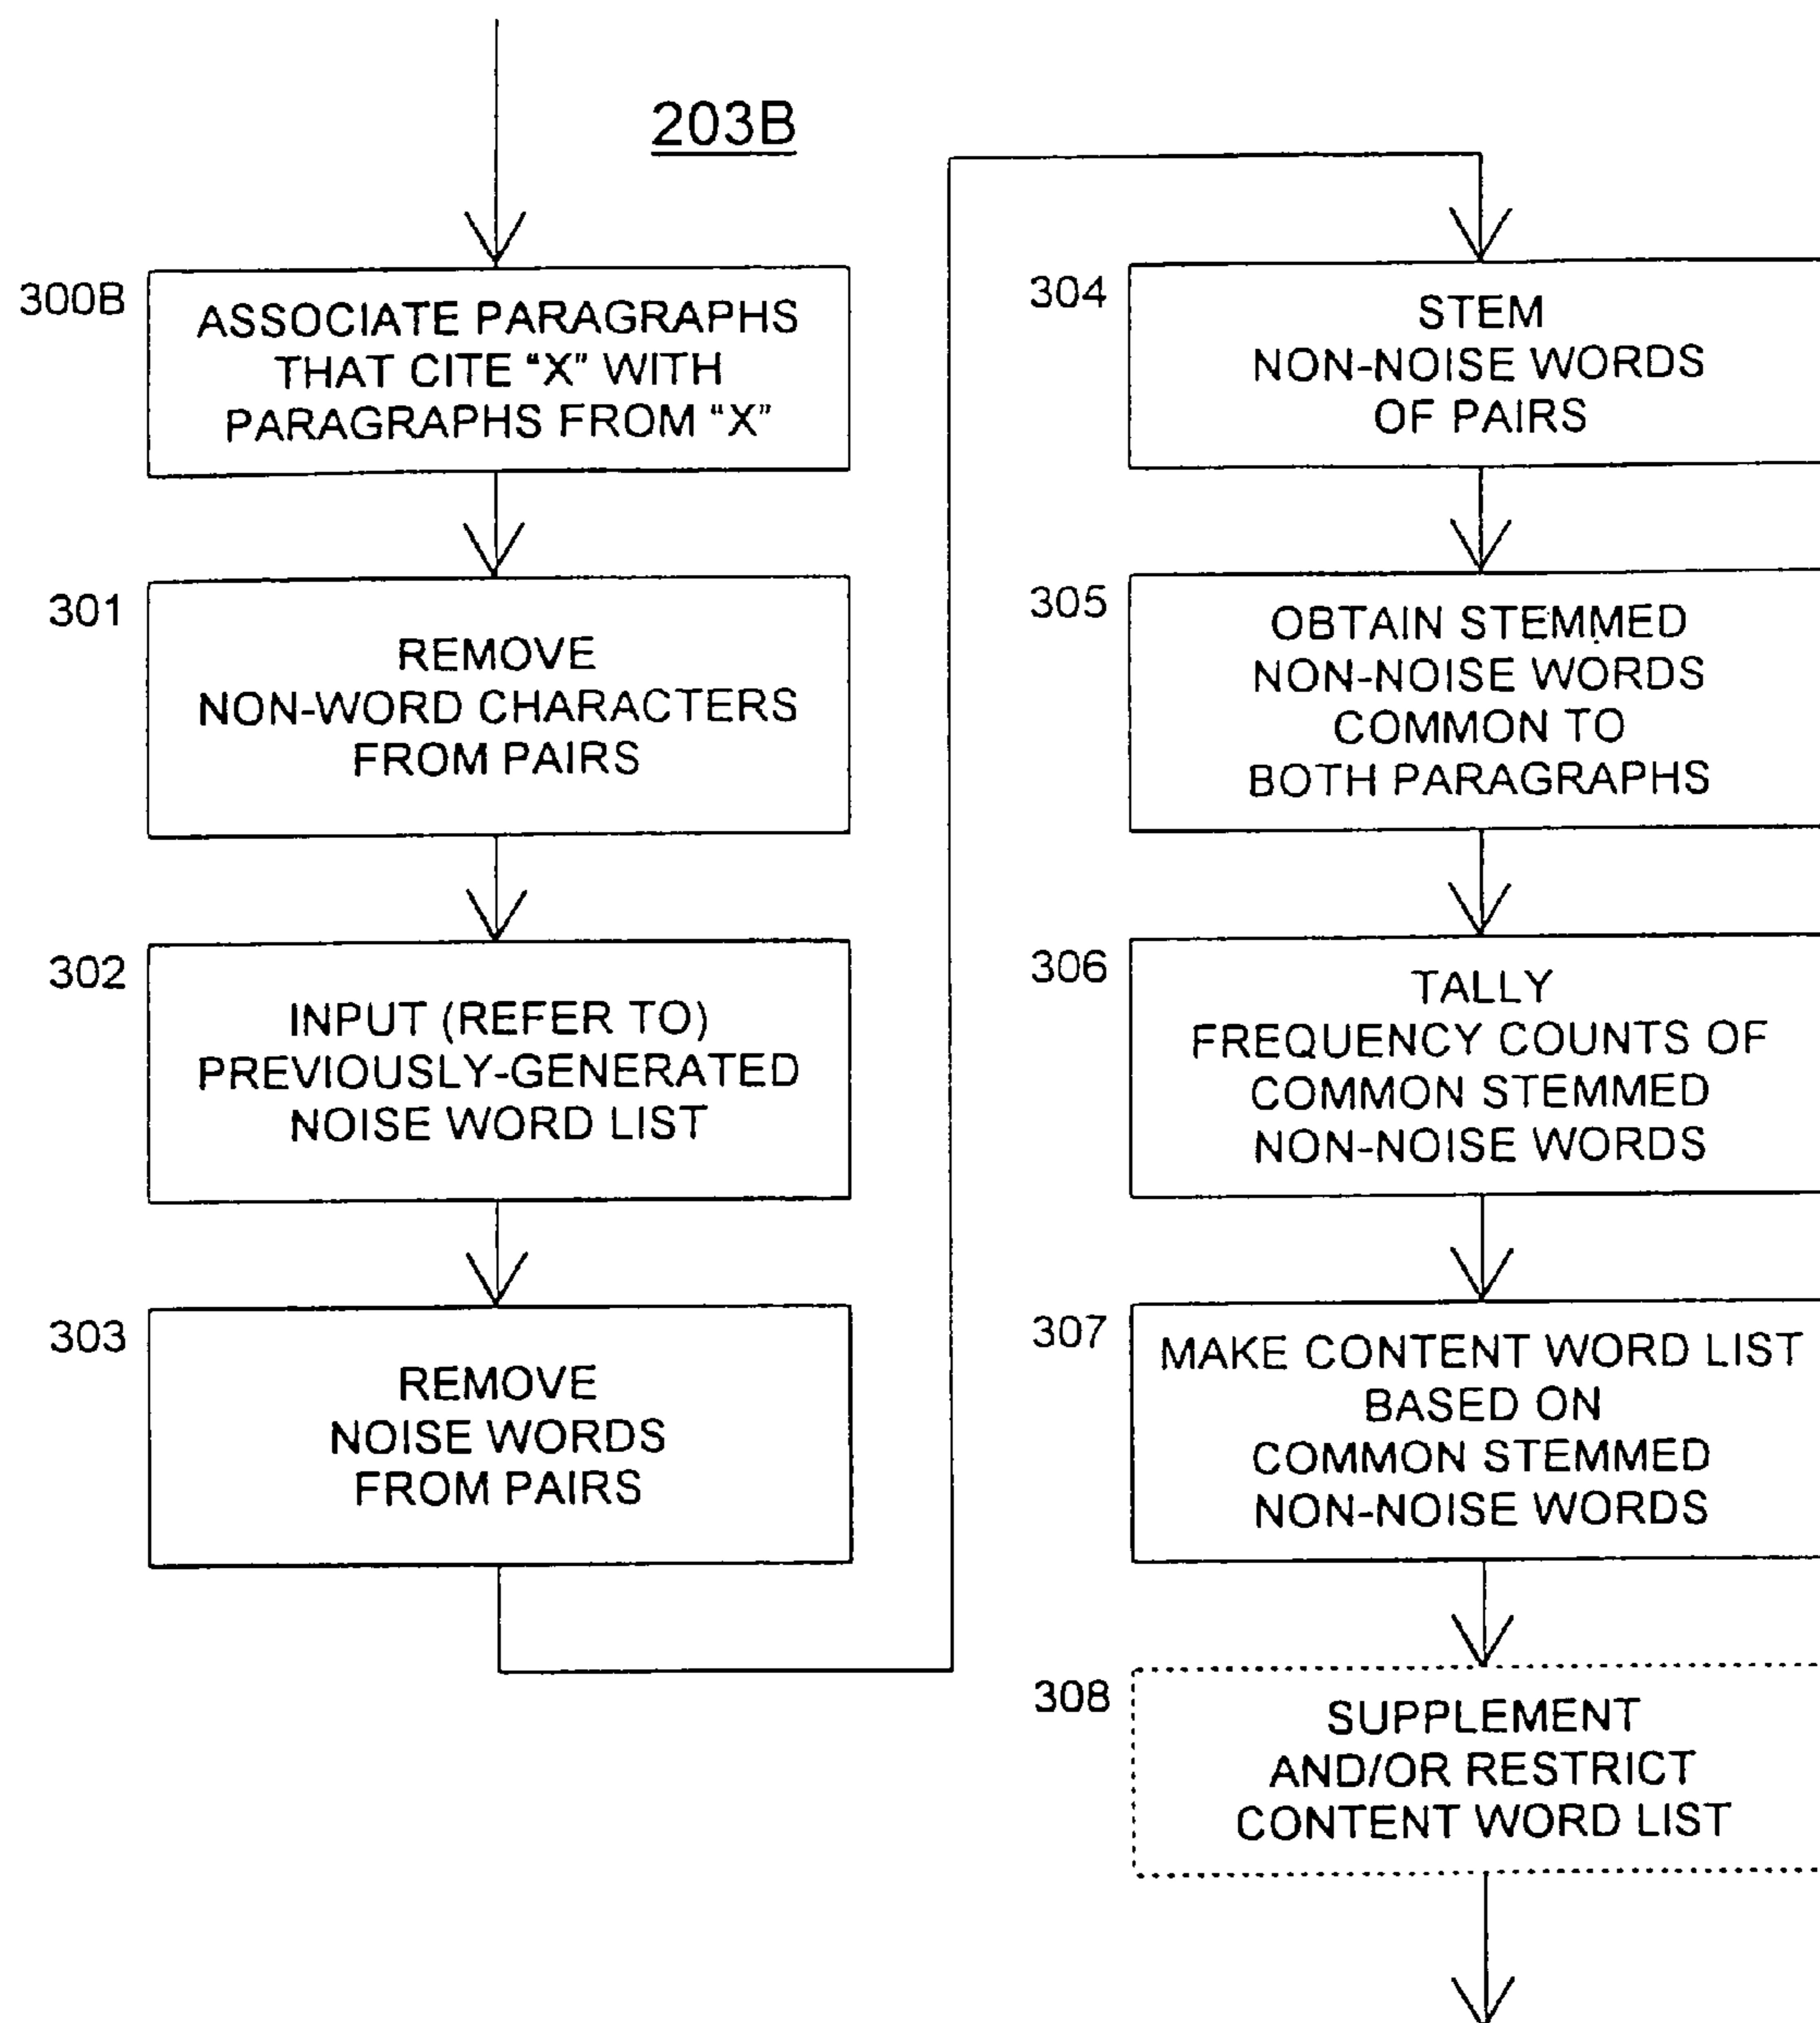 203B
300B
ASSOCIATE PARAGRAPHS
THAT CITE “X” WITH
PARAGRAPHS FROM “X”
301
REMOVE
NON-WORD CHARACTERS
FROM PAIRS
302
INPUT (REFER TO)
PREVIOUSLY-GENERATED
NOISE WORD LIST
303
REMOVE
NOISE WORDS
FROM PAIRS
304
STEM
NON-NOISE WORDS
OF PAIRS
305
OBTAIN STEMMED
NON-NOISE WORDS
COMMON TO
BOTH PARAGRAPHS
306
TALLY
FREQUENCY COUNTS OF
COMMON STEMMED
NON-NOISE WORDS
307
MAKE CONTENT WORD LIST
BASED ON
COMMON STEMMED
NON-NOISE WORDS
308
SUPPLEMENT
AND/OR RESTRICT
CONTENT WORD LIST